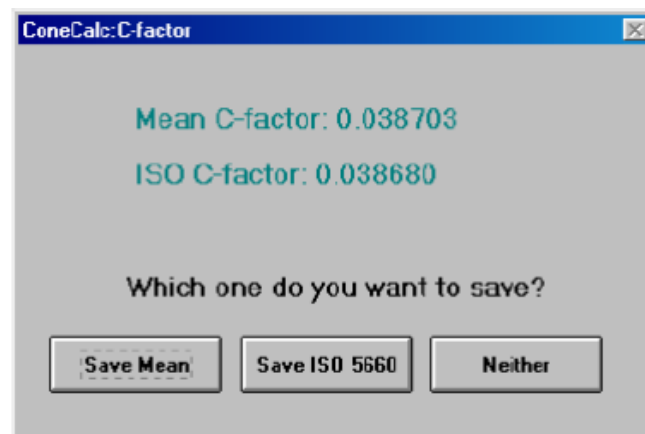 ConeCalc:C-factor
Mean C-factor: 0.038703
ISO C-factor: 0.038680
Which one do you want to save?
Save Mean Save ISO 5660 Neither